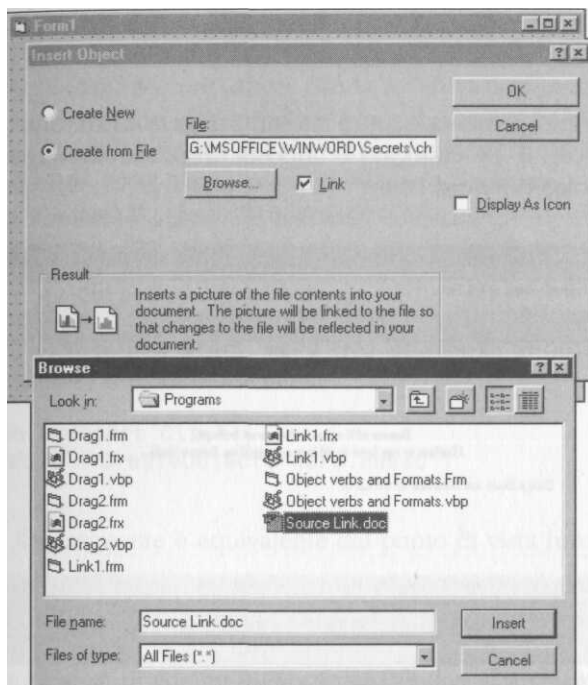 Form1
Insert Object
Create New
Create from File
File:
G:\MSOFFICE\WINWORD\Secrets\ch
Browse...
Link
OK
Cancel
Display As Icon
Result
Inserts a picture of the file contents into your
document. The picture will be linked to the file so
that changes to the file will be reflected in your
document.
Browse
Look in:
Programs
Drag1.frm
Drag1.frx
Drag1.vbp
Drag2.frm
Drag2.frx
Drag2.vbp
Link1.frm
Link1.frx
Link1.vbp
Object verbs and Formats.Frm
Object verbs and Formats.vbp
Source Link.doc
File name:
Source Link.doc
Insert
Files of type:
All Files (*.*)
Cancel